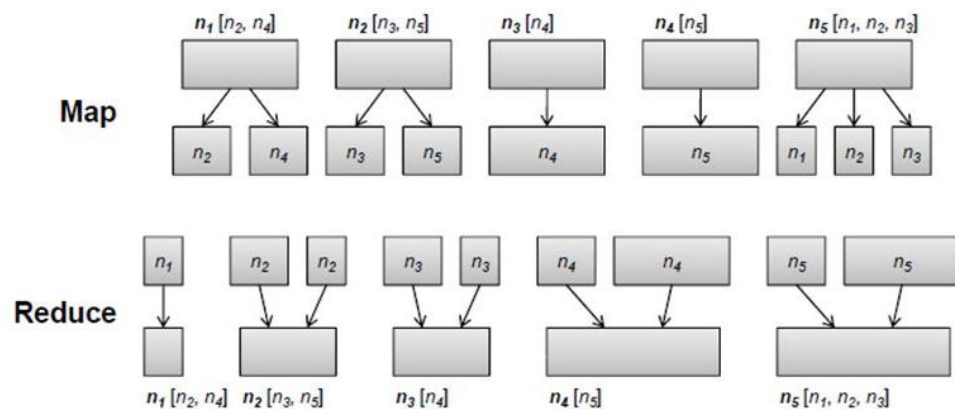 n₁ [n₂, n₄] n₂ [n₃, n₅] n₃ [n₄] n₄ [n₅] n₅ [n₁, n₂, n₃]
Map
n₂ n₄ n₃ n₅ n₄ n₅ n₁ n₂ n₃
n₁ n₂ n₂ n₃ n₃ n₄ n₄ n₅ n₅
Reduce
n₁ [n₂, n₄] n₂ [n₃, n₅] n₃ [n₄] n₄ [n₅] n₅ [n₁, n₂, n₃]